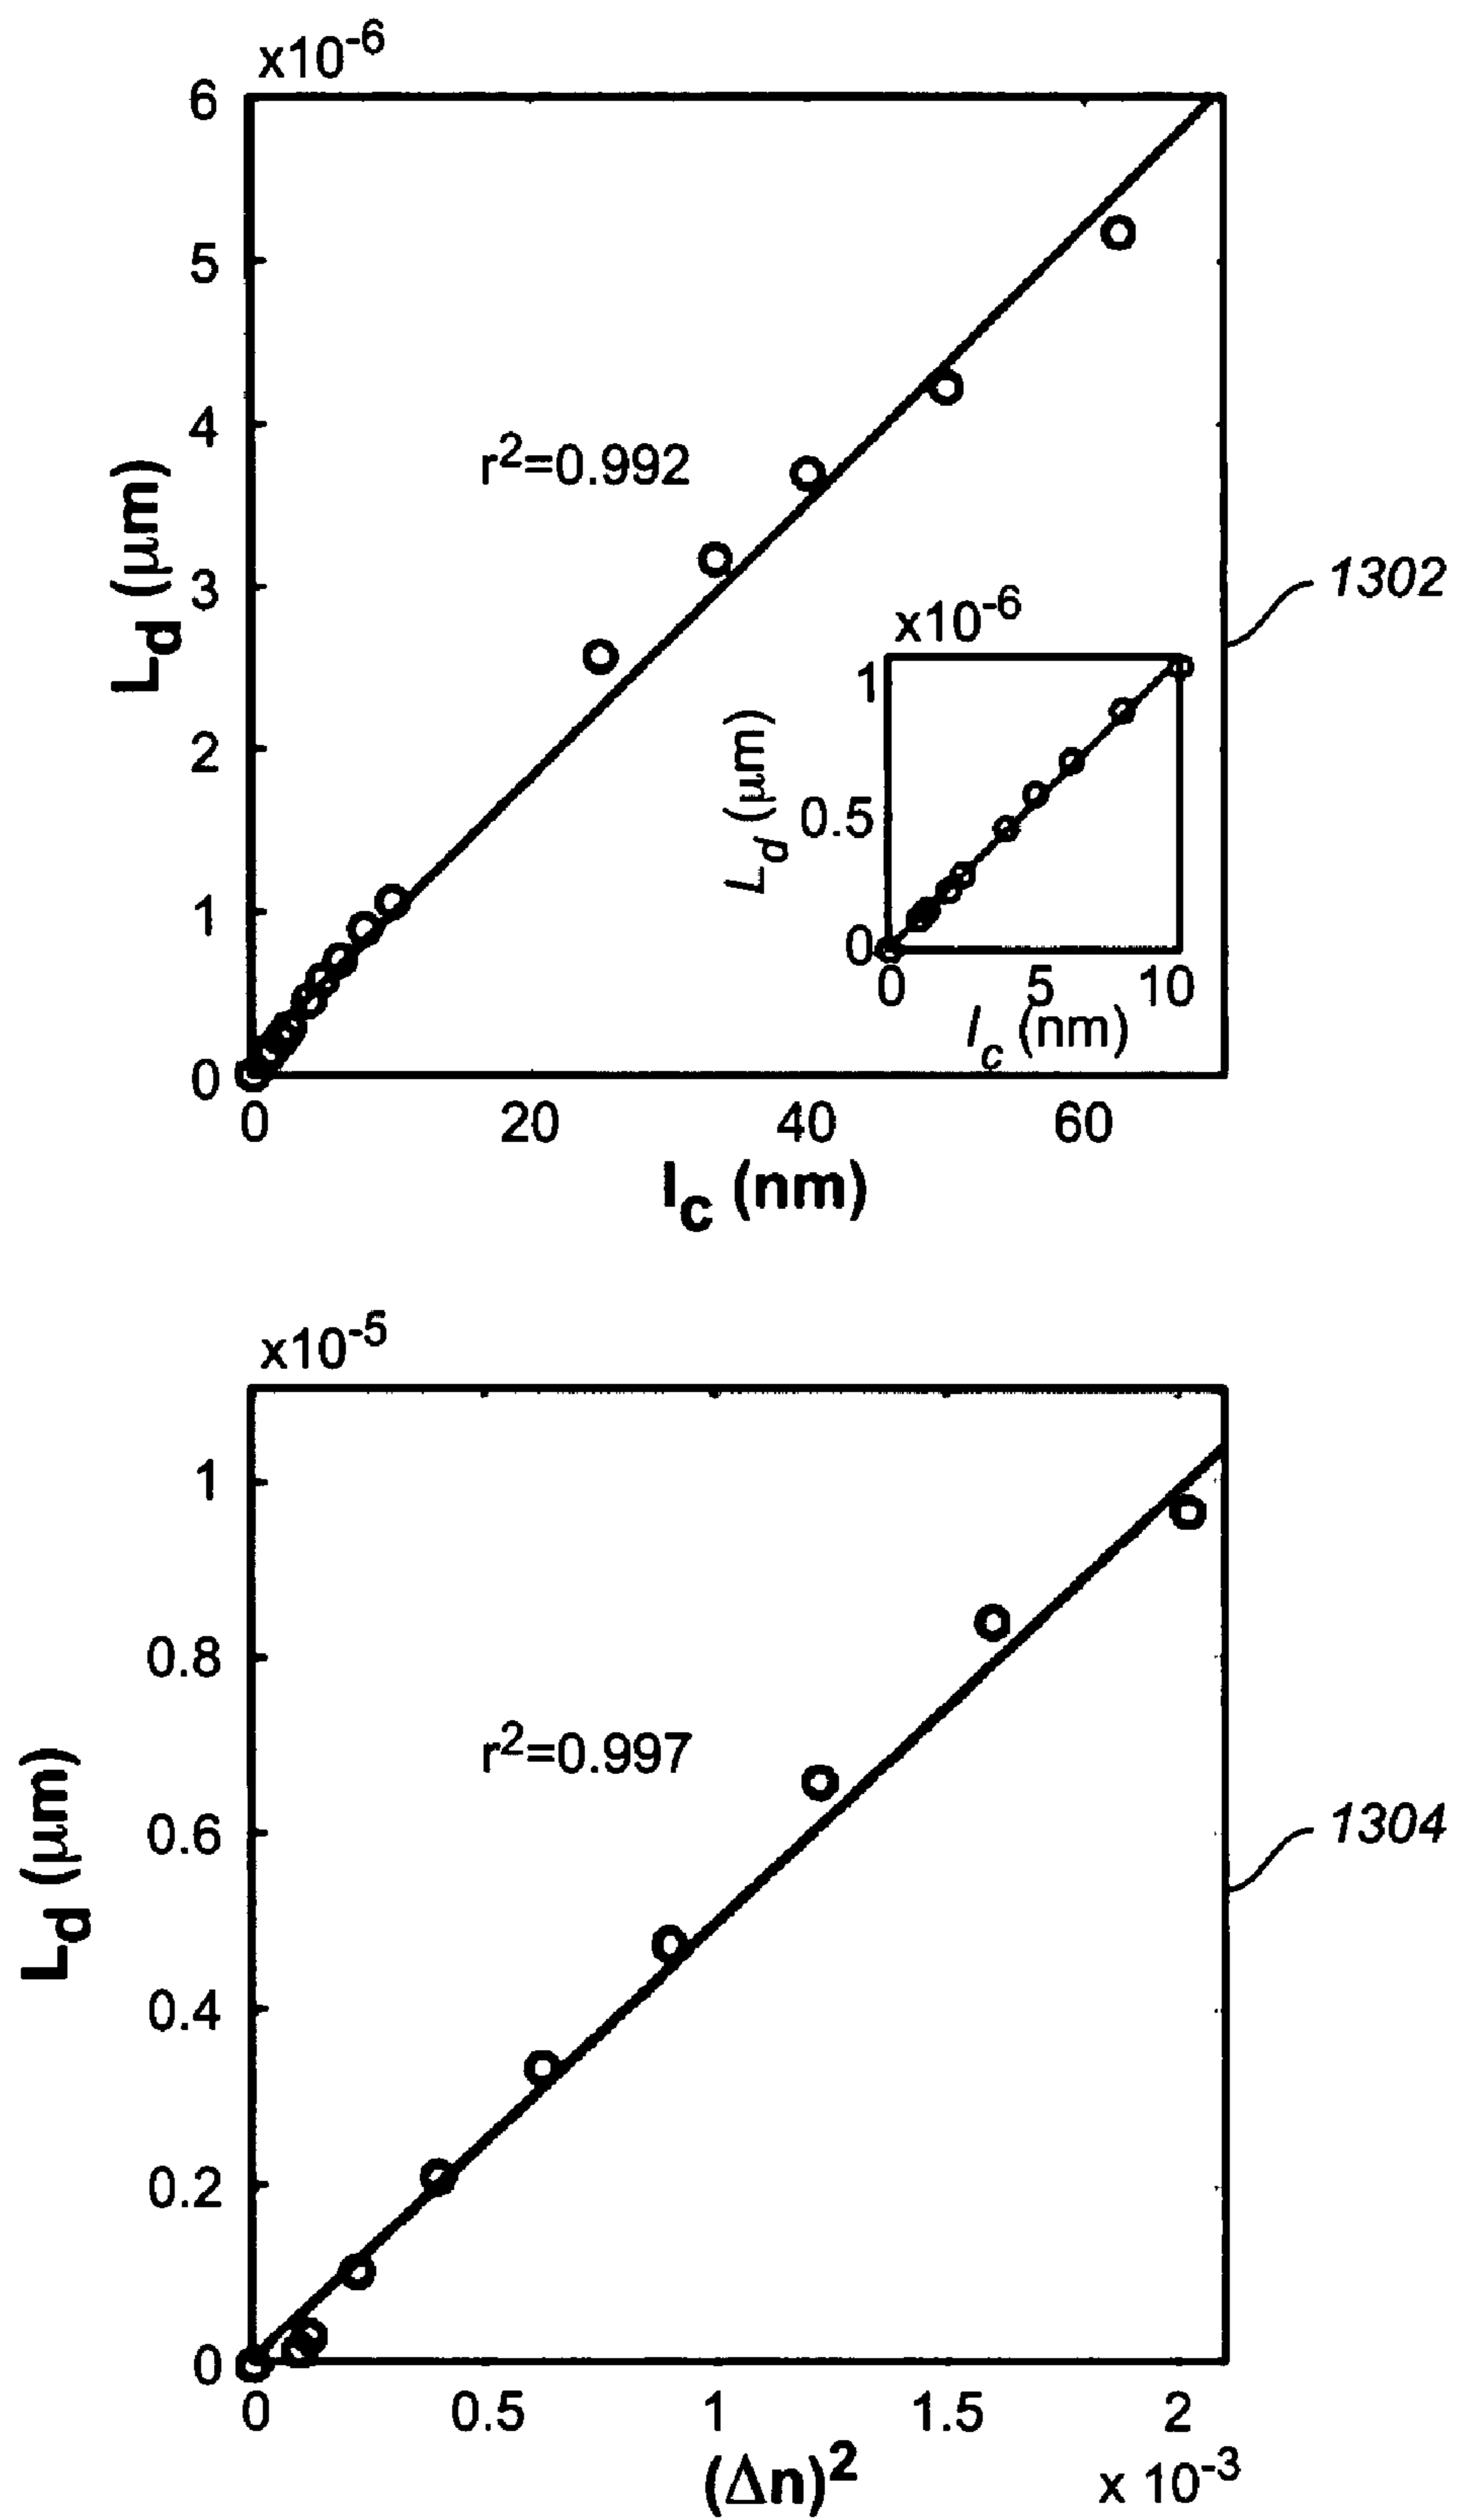 x10-6
6
5
4
3
2
1
0
Ld (µm)
r2=0.992
1302
x10-6
1
0.5
0
Ld (µm)
0 5 10
lc (nm)
0 20 40 60
lc (nm)
x10-5
1
0.8
0.6
0.4
0.2
0
Ld (µm)
r2=0.997
1304
0 0.5 1 1.5 2
(Δn)2 x 10-3